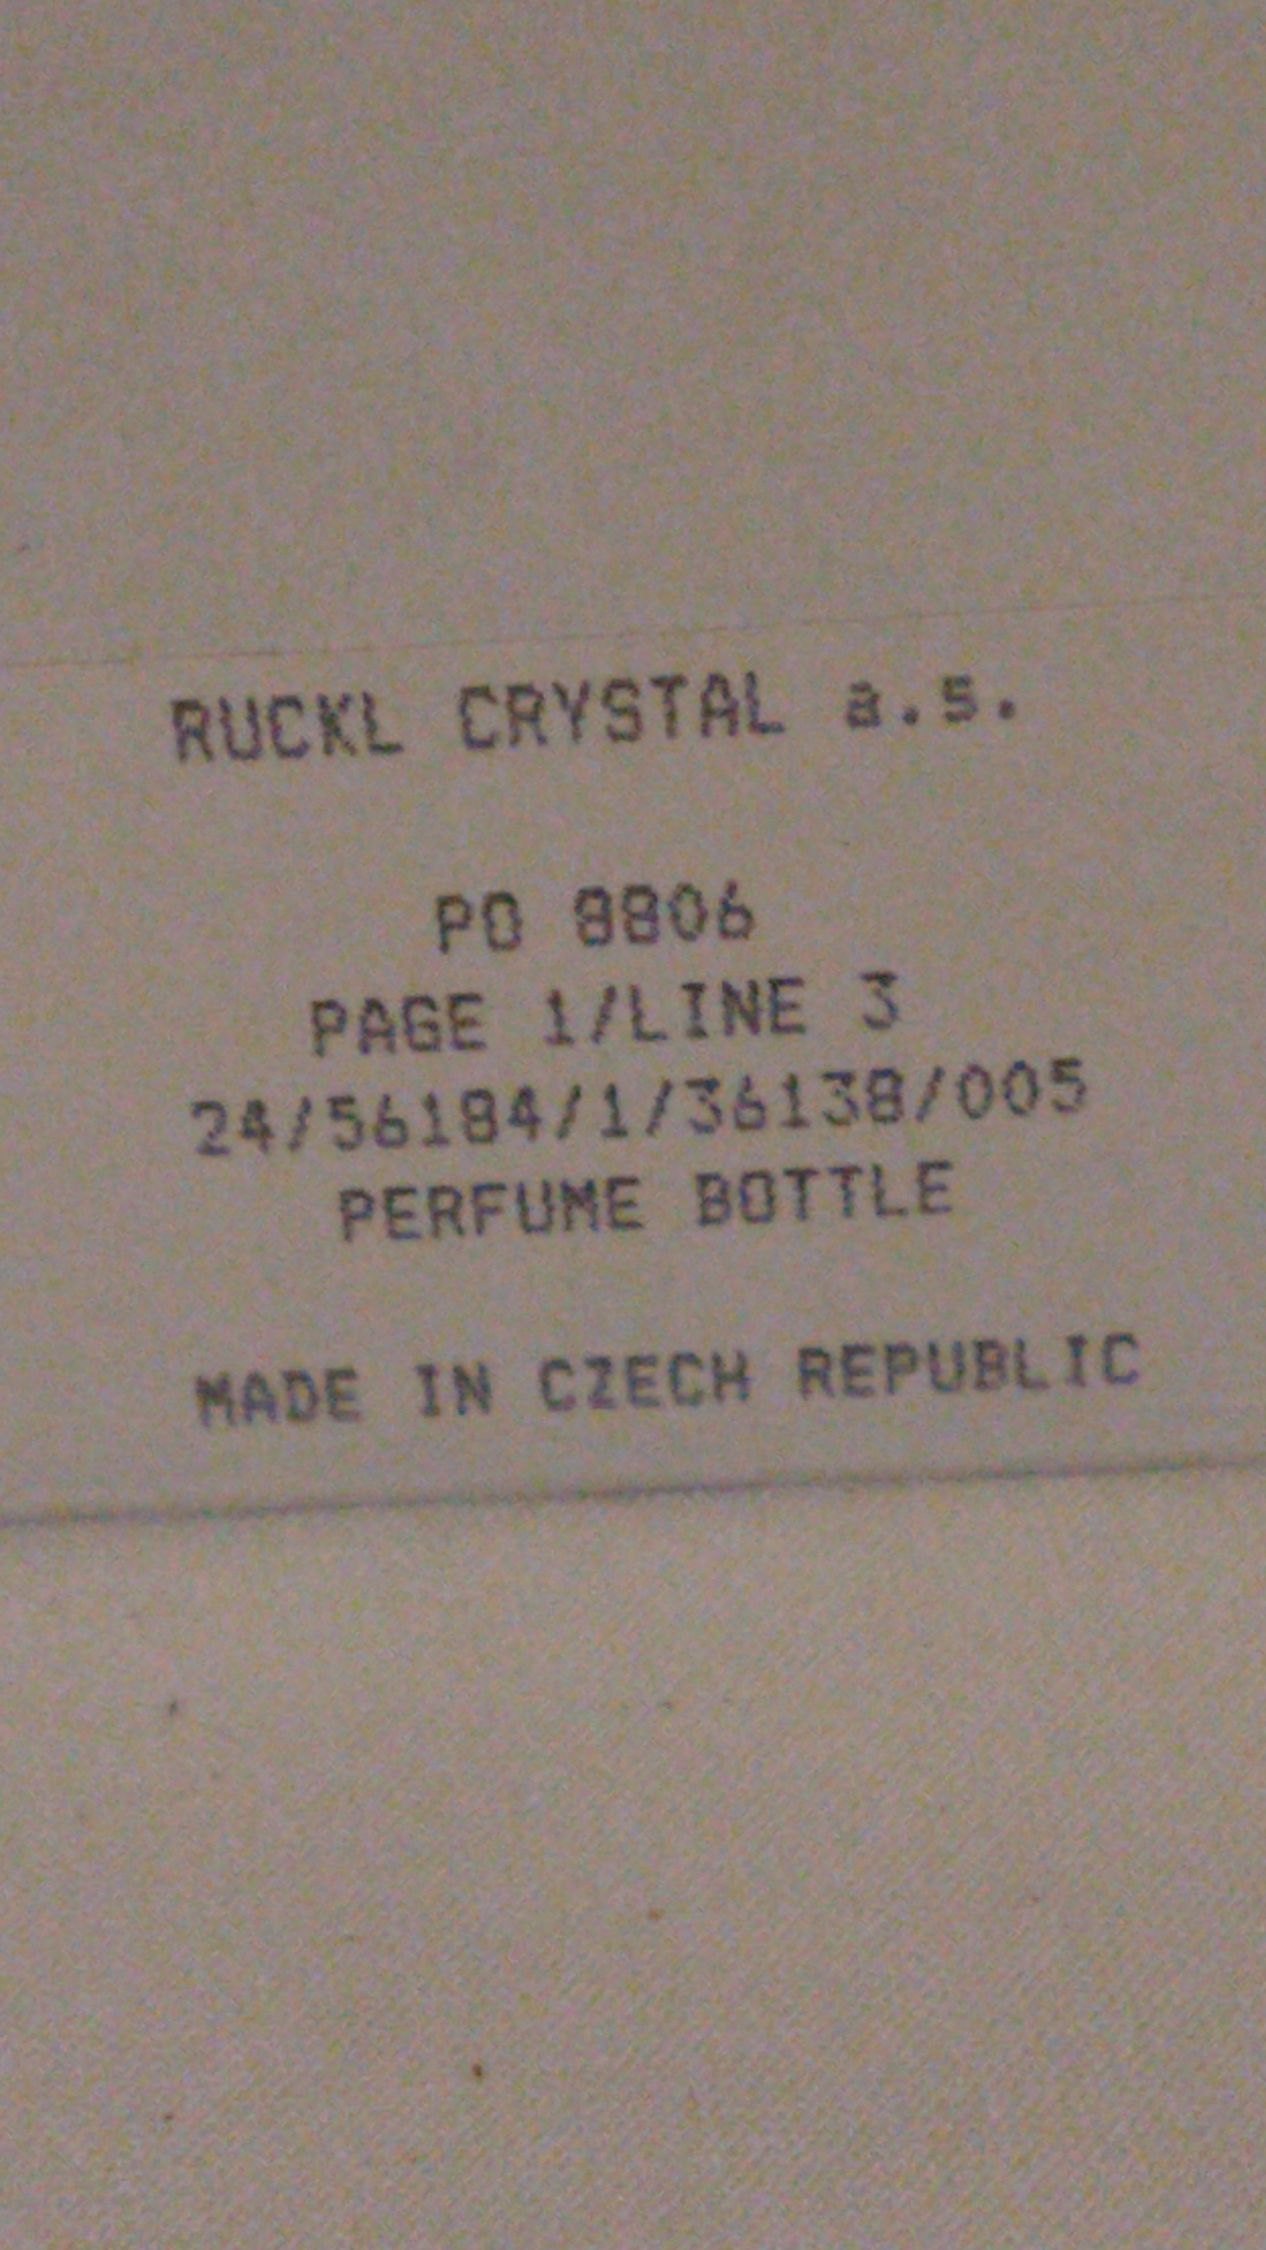 RUCKL CRYSTAL a.s.
PO 8806
PAGE 1/LINE 3
24/56184/1/36138/005
PERFUME BOTTLE
MADE IN CZECH REPUBLIC